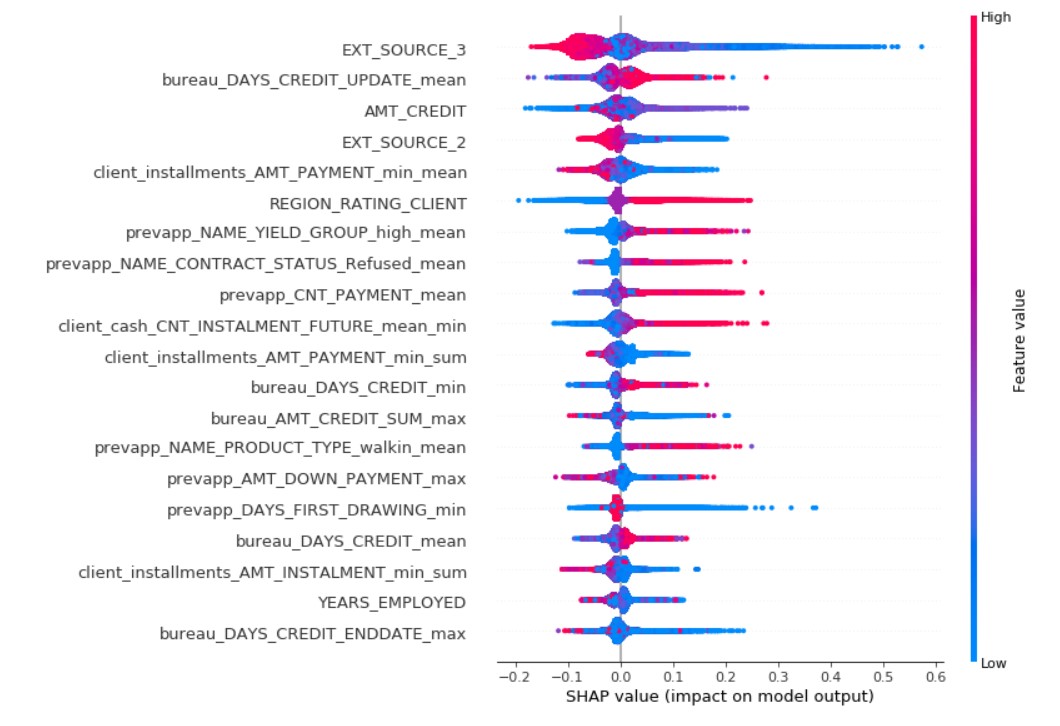 High
EXT_SOURCE_3
bureau_DAYS_CREDIT_UPDATE_mean
AMT_CREDIT
EXT_SOURCE_2
client_installments_AMT_PAYMENT_min_mean
REGION_RATING_CLIENT
prevapp_NAME_YIELD_GROUP_high_mean
prevapp_NAME_CONTRACT_STATUS_Refused_mean
prevapp_CNT_PAYMENT_mean
client_cash_CNT_INSTALMENT_FUTURE_mean_min
client_installments_AMT_PAYMENT_min_sum
bureau_DAYS_CREDIT_min
bureau_AMT_CREDIT_SUM_max
prevapp_NAME_PRODUCT_TYPE_walkin_mean
prevapp_AMT_DOWN_PAYMENT_max
prevapp_DAYS_FIRST_DRAWING_min
bureau_DAYS_CREDIT_mean
client_installments_AMT_INSTALMENT_min_sum
YEARS_EMPLOYED
bureau_DAYS_CREDIT_ENDDATE_max
Feature value
Low
−0.2 −0.1 0.0 0.1 0.2 0.3 0.4 0.5 0.6
SHAP value (impact on model output)